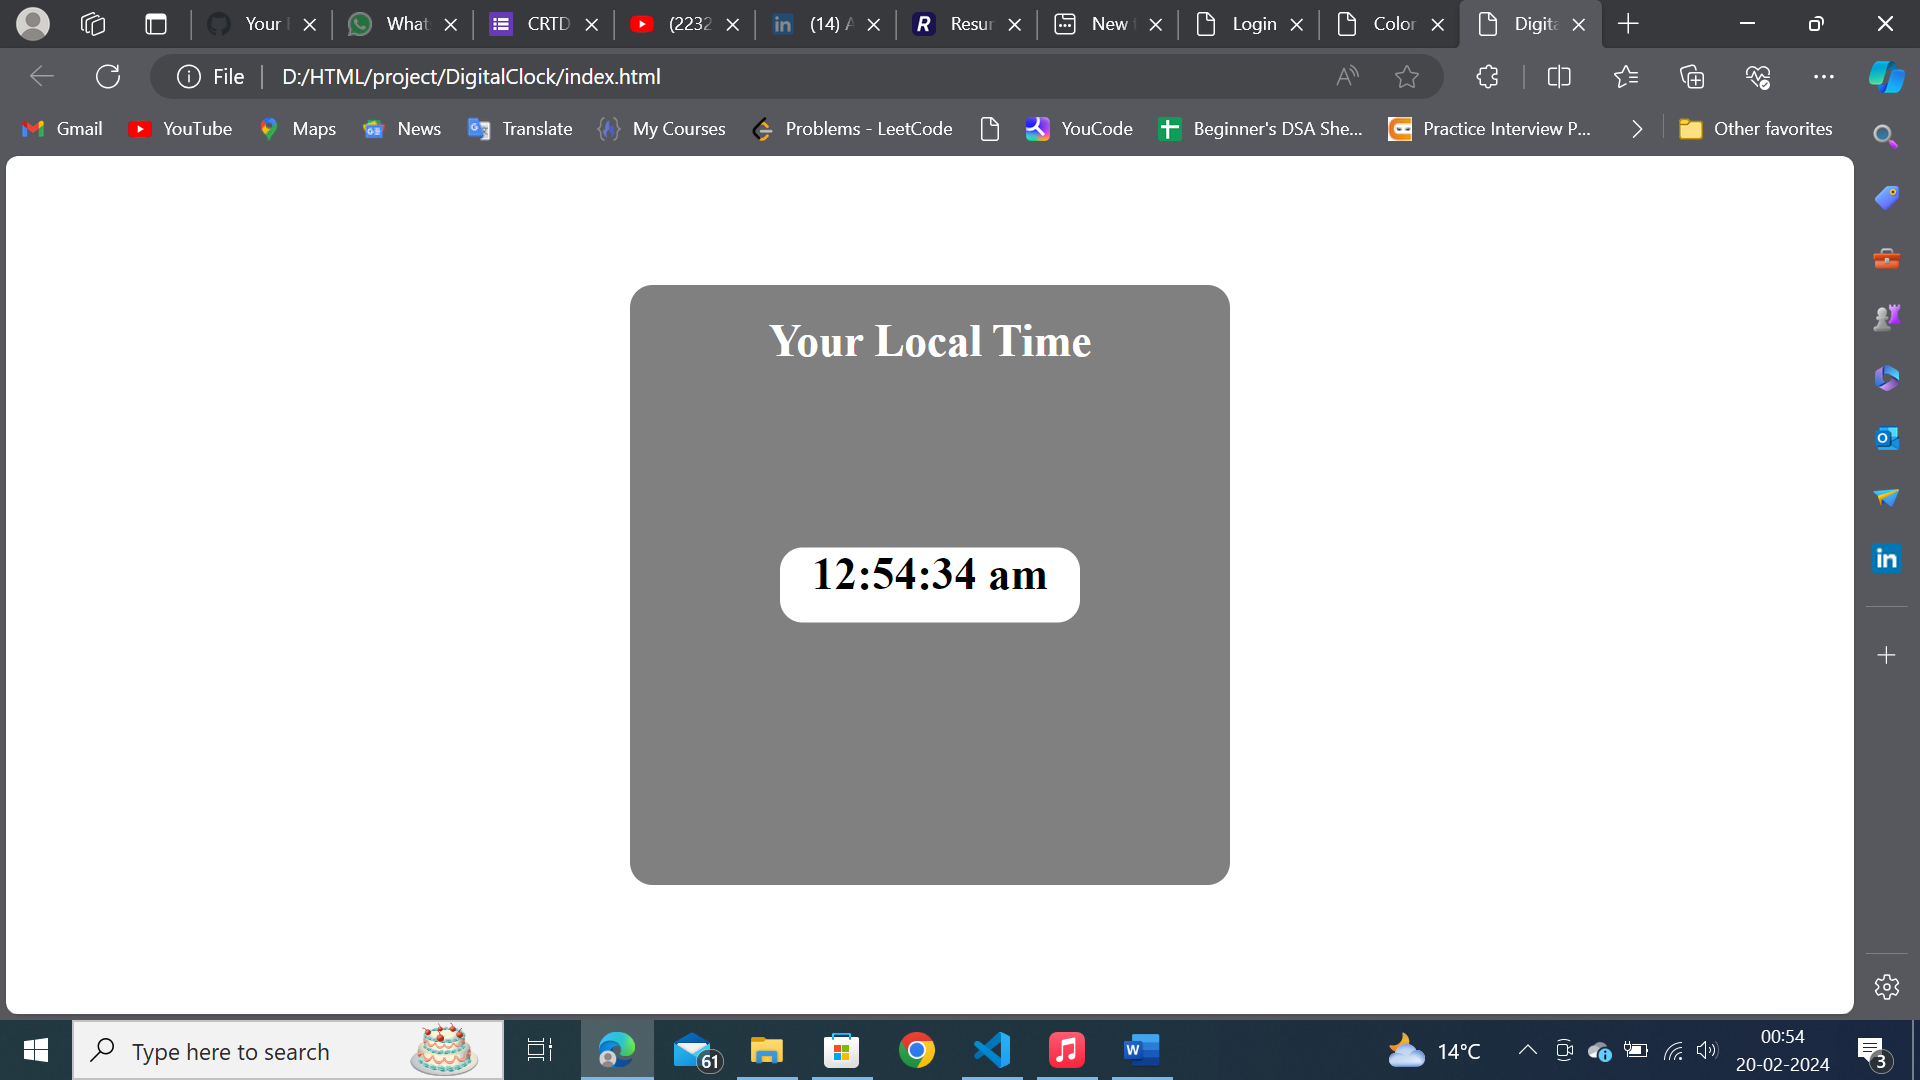 Your
What
CRTD
(2232
(14) A
Resur
New
Login
Color
Digita
File
D:/HTML/project/DigitalClock/index.html
Gmail
YouTube
Maps
News
Translate
My Courses
Problems - LeetCode
YouCode
Beginner's DSA She...
Practice Interview P...
Other favorites
Your Local Time
12:54:34 am
Type here to search
61
14°C
00:54
20-02-2024
3